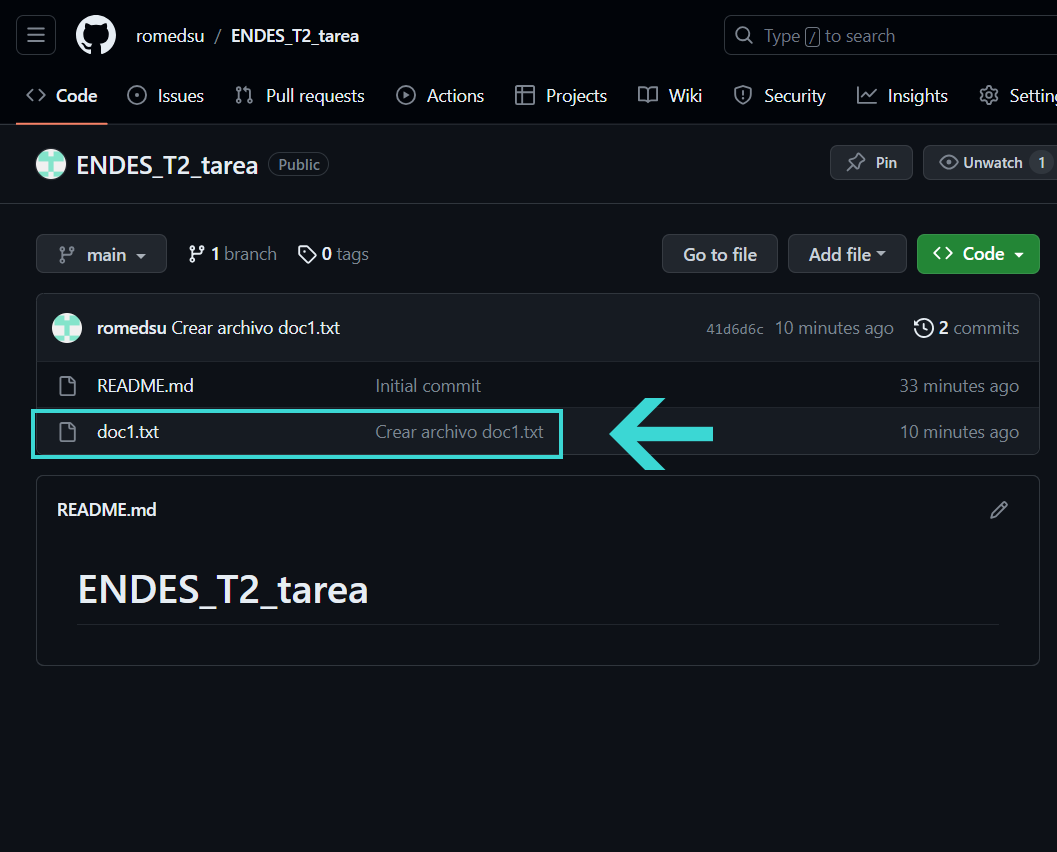 romedsu / ENDES_T2_tarea
Type / to search
Code Issues Pull requests Actions Projects Wiki Security Insights Setting
ENDES_T2_tarea Public
Pin Unwatch 1
main 1 branch 0 tags Go to file Add file Code
romedsu Crear archivo doc1.txt 41d6d6c 10 minutes ago 2 commits
README.md Initial commit 33 minutes ago
doc1.txt Crear archivo doc1.txt 10 minutes ago
README.md
ENDES_T2_tarea